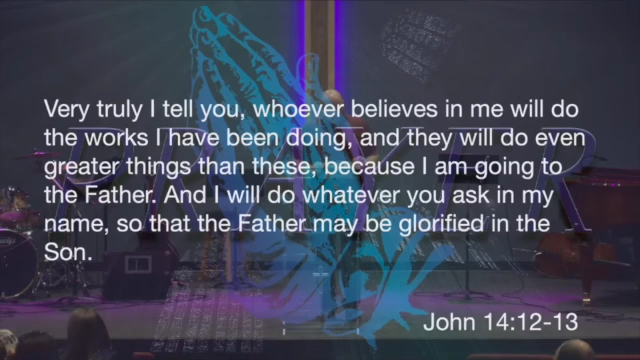 Very truly I tell you, whoever believes in me will do
the works I have been doing, and they will do even
greater things than these, because I am going to
the Father. And I will do whatever you ask in my
name, so that the Father may be glorified in the
Son.
PRAYER
John 14:12-13